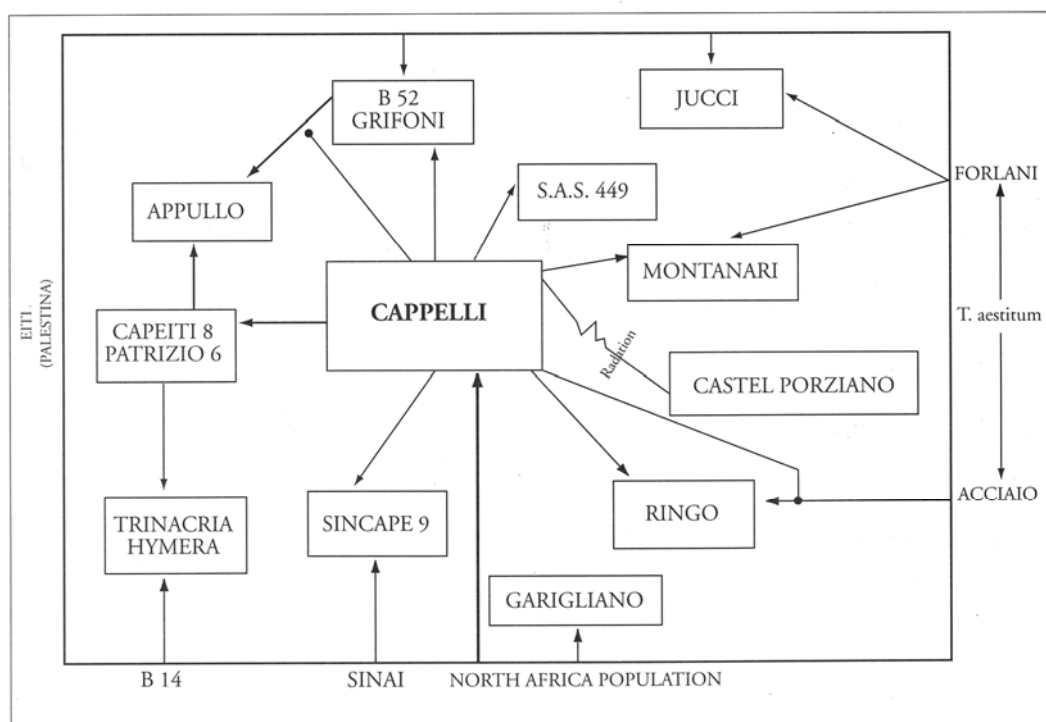 B 52
GRIFONI
JUCCI
APPULLO
S.A.S. 449
FORLANI
MONTANARI
CAPPELLI
EITI.
(PALESTINA)
CAPEITI 8
PATRIZIO 6
T. aestitum
Radation
CASTEL PORZIANO
TRINACRIA
HYMERA
SINCAPE 9
RINGO
ACCIAIO
GARIGLIANO
B 14
SINAI
NORTH AFRICA POPULATION